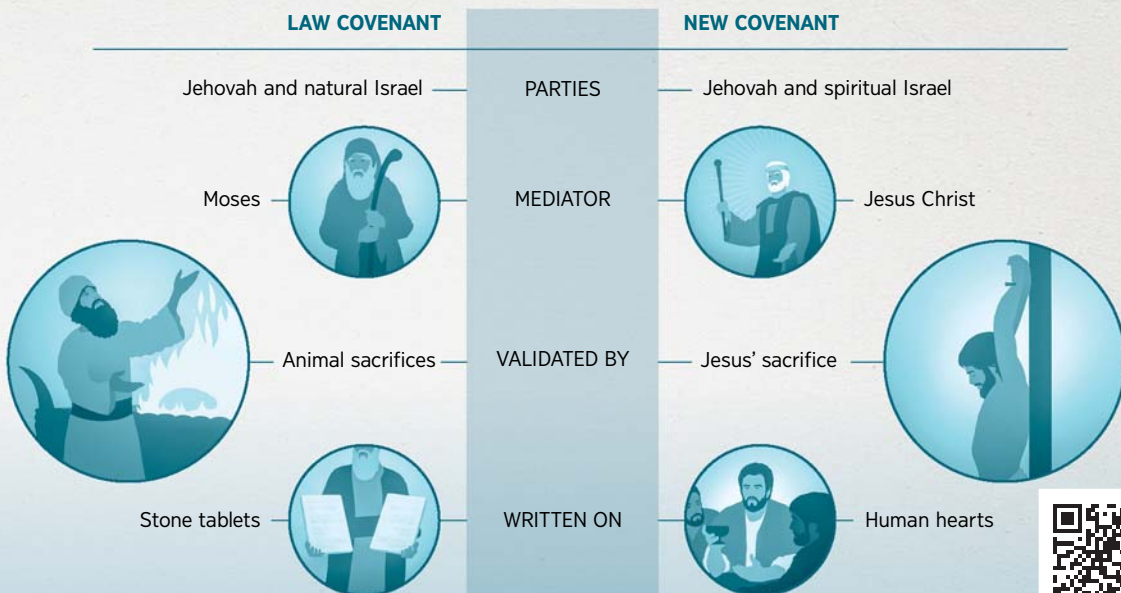 LAW COVENANT NEW COVENANT
Jehovah and natural Israel PARTIES Jehovah and spiritual Israel
Moses MEDIATOR Jesus Christ
Animal sacrifices VALIDATED BY Jesus’ sacrifice
Stone tablets WRITTEN ON Human hearts